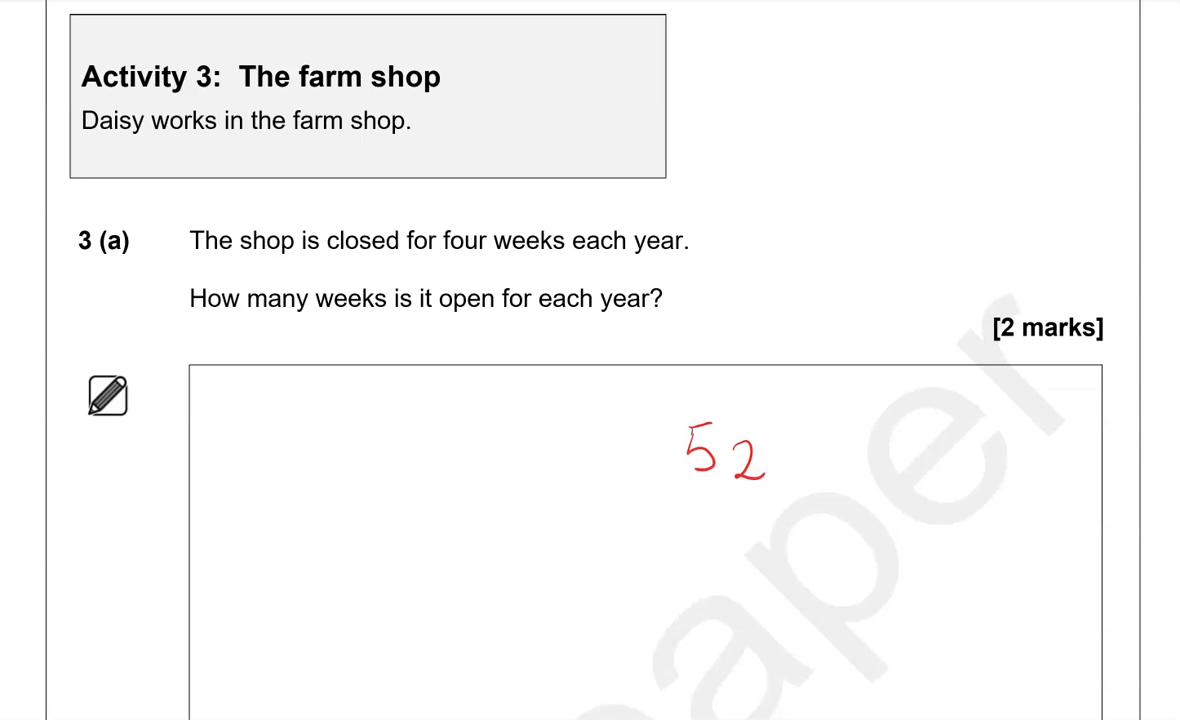 Activity 3: The farm shop
Daisy works in the farm shop.
3 (a) The shop is closed for four weeks each year.
How many weeks is it open for each year?
[2 marks]
52
aper